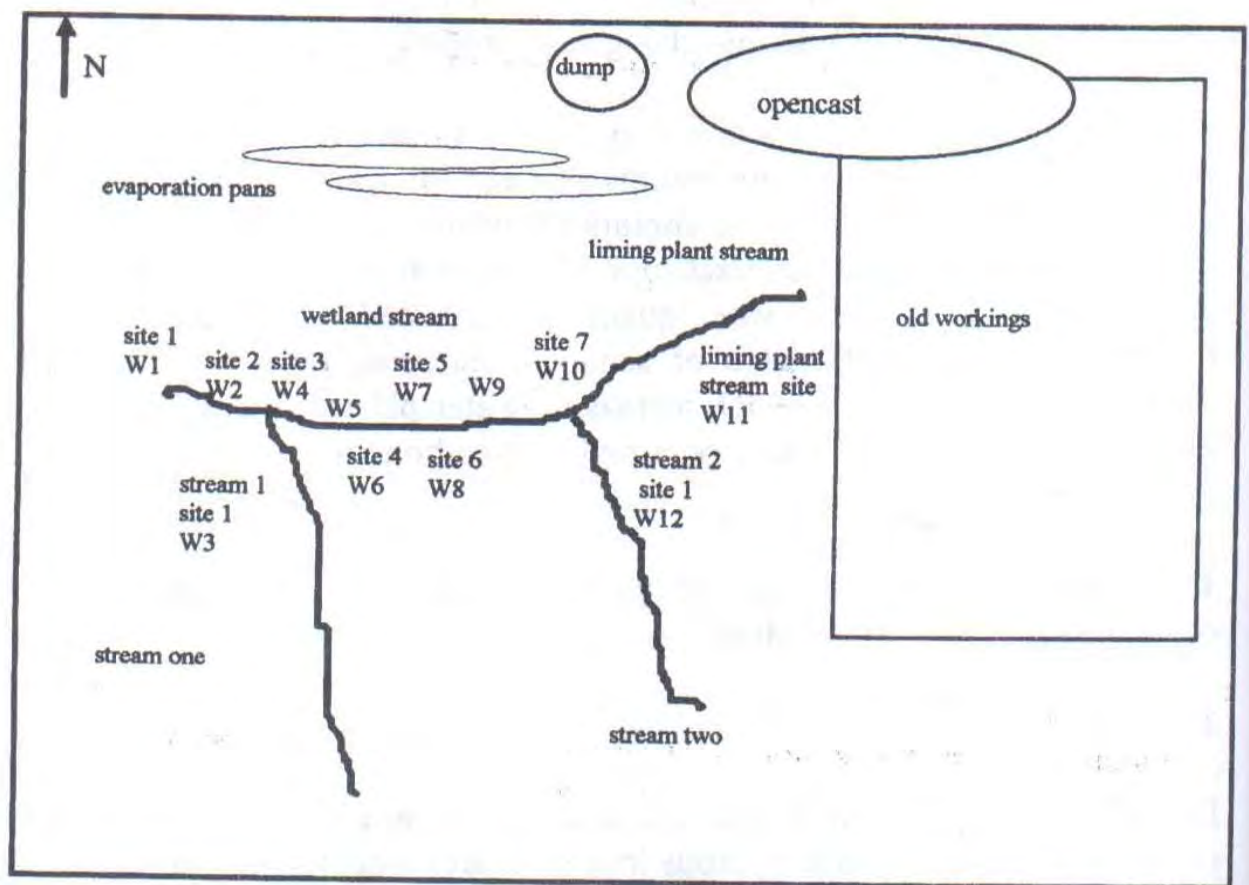 N
dump
opencast
evaporation pans
liming plant stream
wetland stream
old workings
site 1
W1
site 2
W2
site 3
W4
W5
site 5
W7
W9
site 7
W10
liming plant
stream site
W11
site 4
W6
site 6
W8
stream 1
site 1
W3
stream 2
site 1
W12
stream one
stream two